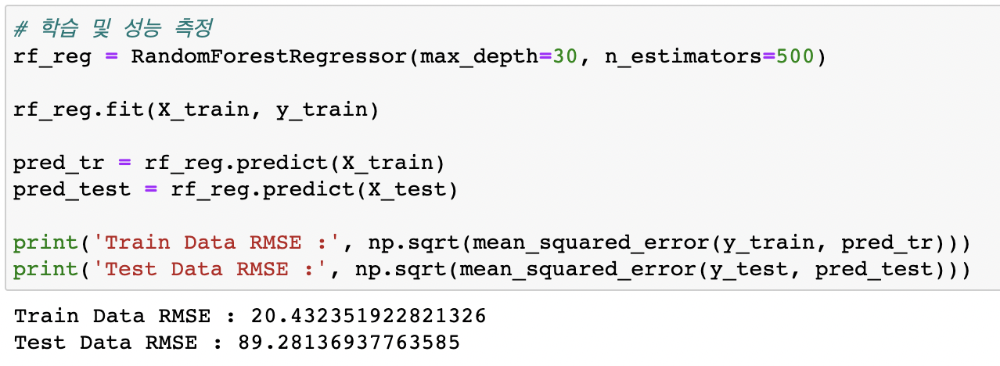 # 학습 및 성능 측정
rf_reg = RandomForestRegressor(max_depth=30, n_estimators=500)
rf_reg.fit(X_train, y_train)
pred_tr = rf_reg.predict(X_train)
pred_test = rf_reg.predict(X_test)
print('Train Data RMSE :', np.sqrt(mean_squared_error(y_train, pred_tr)))
print('Test Data RMSE :', np.sqrt(mean_squared_error(y_test, pred_test)))
Train Data RMSE : 20.432351922821326
Test Data RMSE : 89.28136937763585